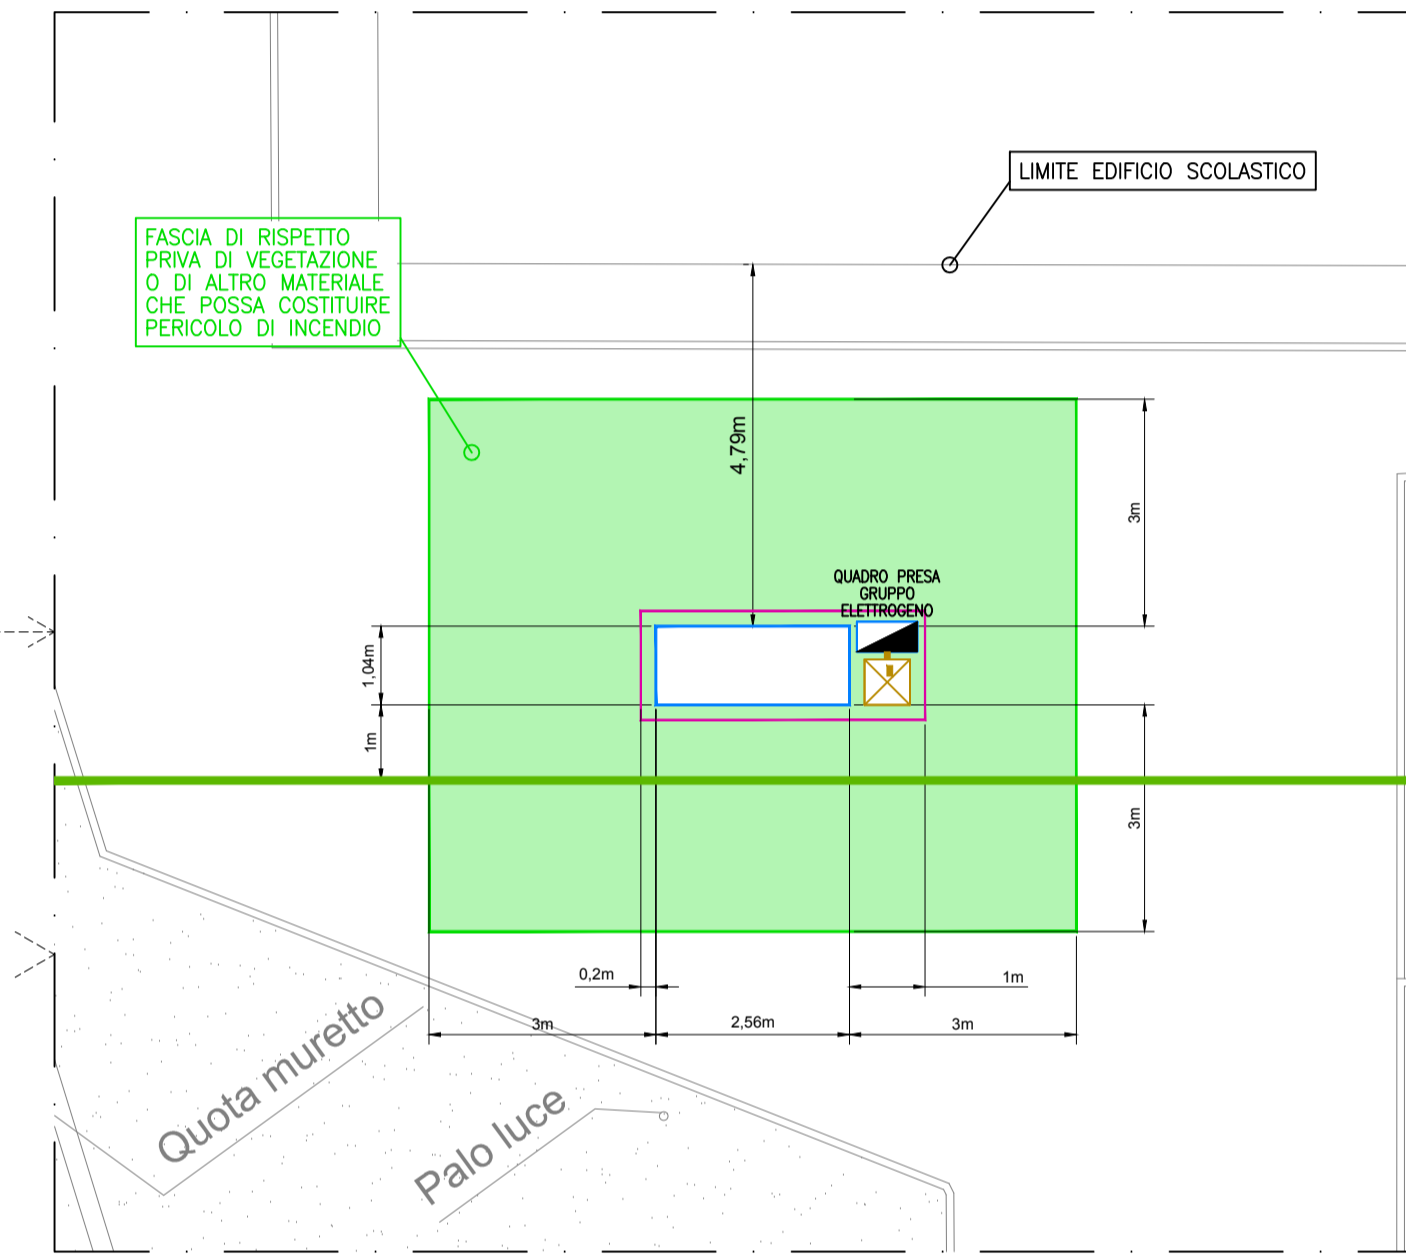 LIMITE EDIFICIO SCOLASTICO
FASCIA DI RISPETTO
PRIVA DI VEGETAZIONE
O DI ALTRO MATERIALE
CHE POSSA COSTITUIRE
PERICOLO DI INCENDIO
4,79m
3m
QUADRO PRESA
GRUPPO
ELETTROGENO
1,04m
1m
3m
0,2m
1m
3m
2,56m
3m
Quota muretto
Palo luce